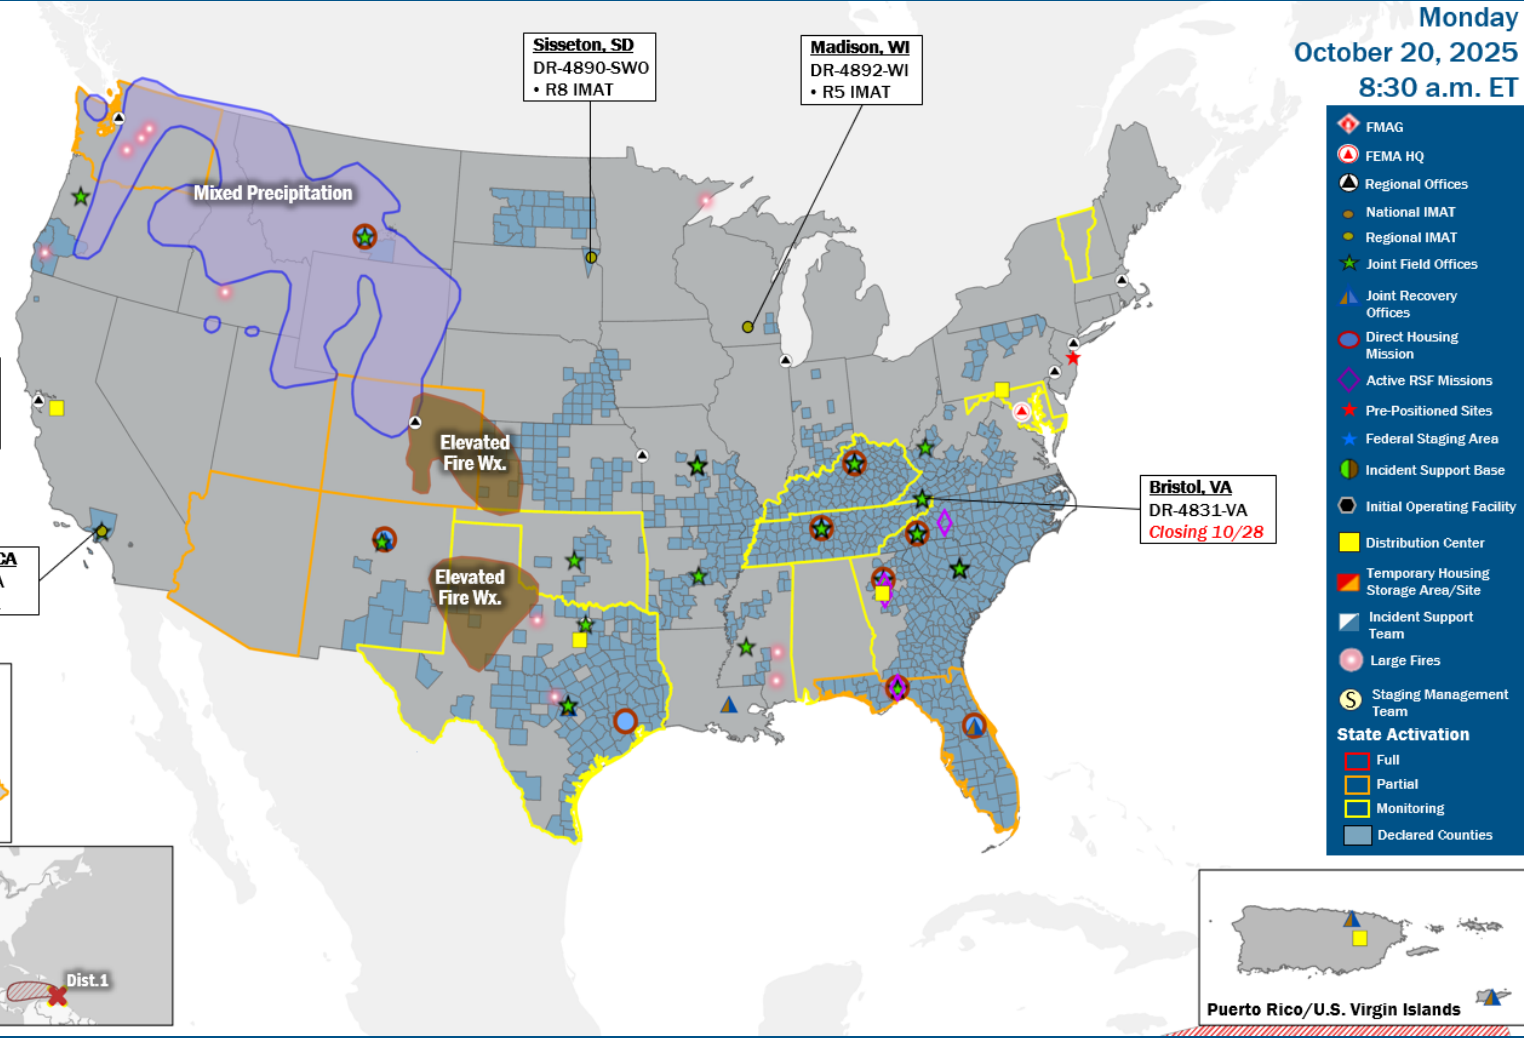 Monday
October 20, 2025
8:30 a.m. ET
Sisseton, SD
DR-4890-SWO
• R8 IMAT
Madison, WI
DR-4892-WI
• R5 IMAT
Mixed Precipitation
Elevated
Fire Wx.
Elevated
Fire Wx.
Bristol, VA
DR-4831-VA
Closing 10/28
CA
A
FMAG
FEMA HQ
Regional Offices
National IMAT
Regional IMAT
Joint Field Offices
Joint Recovery
Offices
Direct Housing
Mission
Active RSF Missions
Pre-Positioned Sites
Federal Staging Area
Incident Support Base
Initial Operating Facility
Distribution Center
Temporary Housing
Storage Area/Site
Incident Support
Team
Large Fires
S
Staging Management
Team
State Activation
Full
Partial
Monitoring
Declared Counties
Dist.1
Puerto Rico/U.S. Virgin Islands